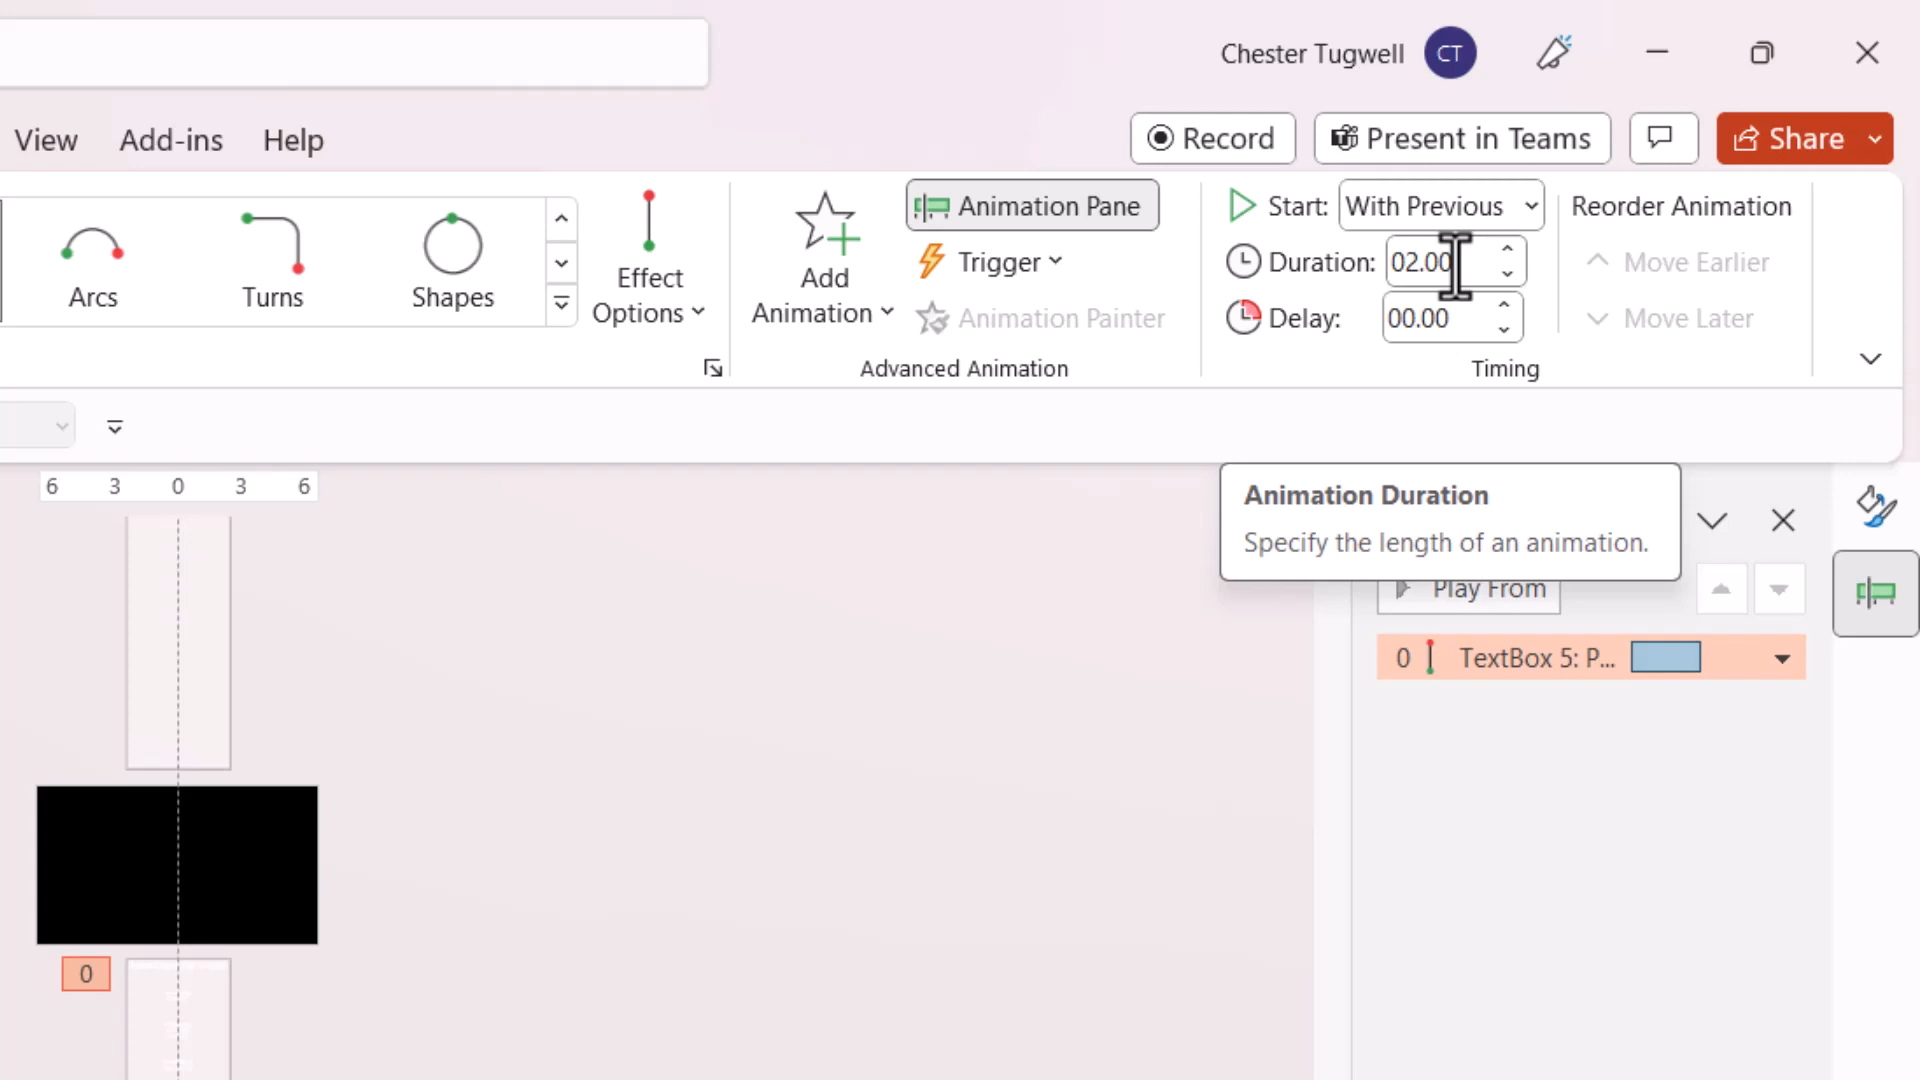 Chester Tugwell CT
View Add-ins Help Record Present in Teams Share
Arcs Turns Shapes
Effect Options
Add Animation
Animation Pane
Trigger
Animation Painter
Advanced Animation
Start: With Previous
Duration: 02.00
Delay: 00.00
Timing
Reorder Animation
Move Earlier
Move Later
6 3 0 3 6
Animation Duration
Specify the length of an animation.
Play From
0 TextBox 5: P...
0